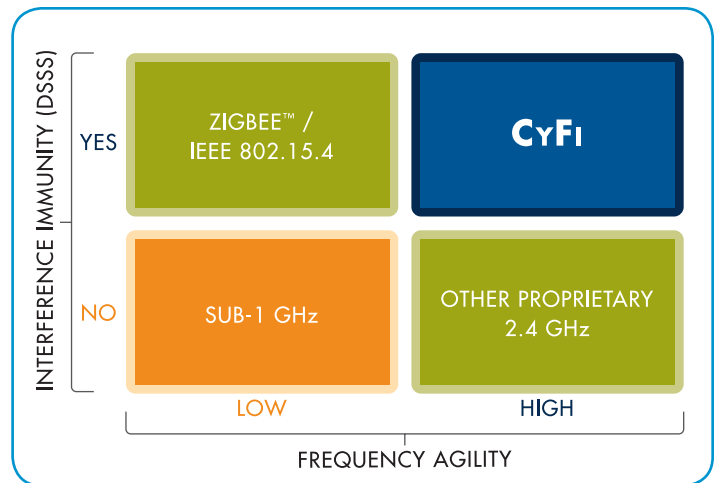 INTERFERENCE IMMUNITY (DSSS)
YES
ZIGBEE™ /
IEEE 802.15.4
CYFI
NO
SUB-1 GHz
OTHER PROPRIETARY
2.4 GHz
LOW
HIGH
FREQUENCY AGILITY